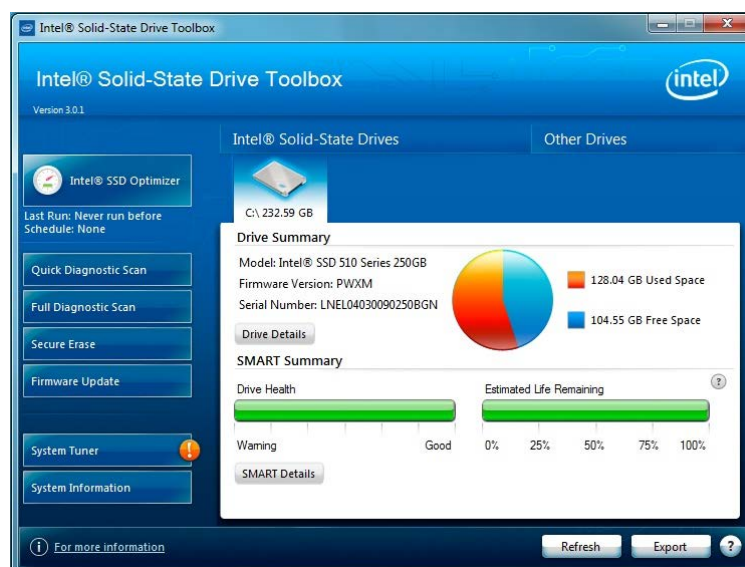 Intel® Solid-State Drive Toolbox
Intel® Solid-State Drive Toolbox
intel
Version 3.0.1
Intel® Solid-State Drives
Other Drives
Intel® SSD Optimizer
Last Run: Never run before
Schedule: None
C:\ 232.59 GB
Drive Summary
Model: Intel® SSD 510 Series 250GB
Firmware Version: PWXM
Serial Number: LNEL04030090250BGN
128.04 GB Used Space
104.55 GB Free Space
Drive Details
Quick Diagnostic Scan
Full Diagnostic Scan
Secure Erase
Firmware Update
SMART Summary
Drive Health
Estimated Life Remaining
?
Warning
Good
0% 25% 50% 75% 100%
SMART Details
System Tuner
!
System Information
i
For more information
Refresh
Export
?